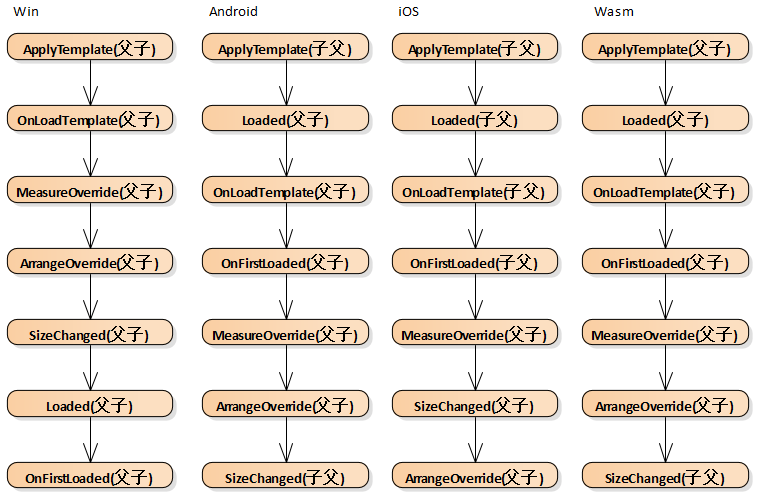 Win
Android
iOS
Wasm
ApplyTemplate(父子)
ApplyTemplate(子父)
ApplyTemplate(子父)
ApplyTemplate(父子)
OnLoadTemplate(父子)
Loaded(父子)
Loaded(子父)
Loaded(父子)
MeasureOverride(父子)
OnLoadTemplate(父子)
OnLoadTemplate(子父)
OnLoadTemplate(父子)
ArrangeOverride(父子)
OnFirstLoaded(父子)
OnFirstLoaded(子父)
OnFirstLoaded(父子)
SizeChanged(父子)
MeasureOverride(父子)
MeasureOverride(父子)
MeasureOverride(父子)
Loaded(父子)
ArrangeOverride(父子)
SizeChanged(父子)
ArrangeOverride(父子)
OnFirstLoaded(父子)
SizeChanged(子父)
ArrangeOverride(父子)
SizeChanged(子父)